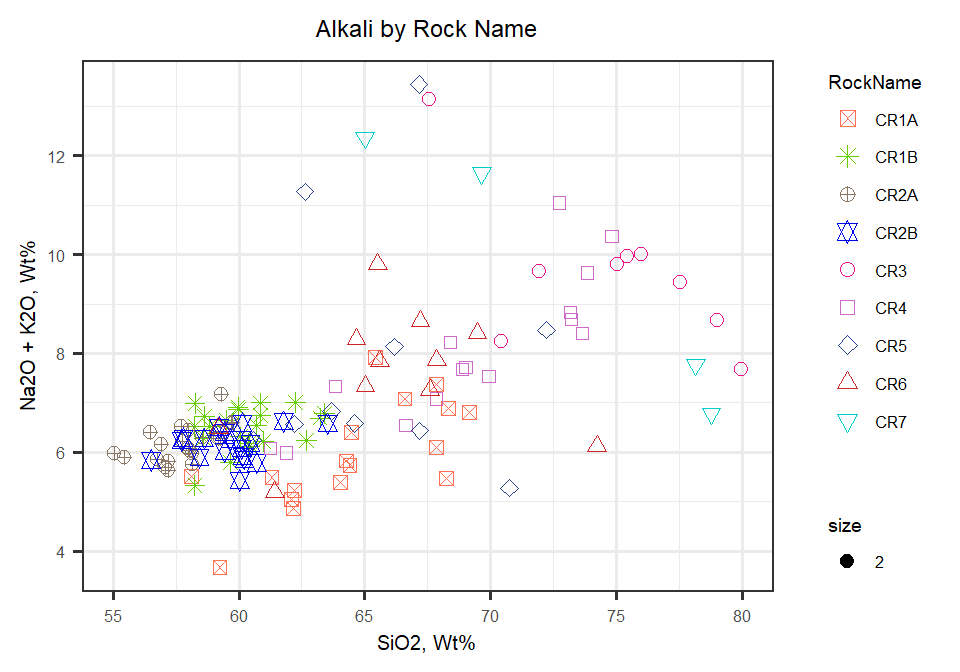 Alkali by Rock Name
Na2O + K2O, Wt%
12
10
8
6
4
55
60
65
70
75
80
SiO2, Wt%
RockName
CR1A
CR1B
CR2A
CR2B
CR3
CR4
CR5
CR6
CR7
size
2